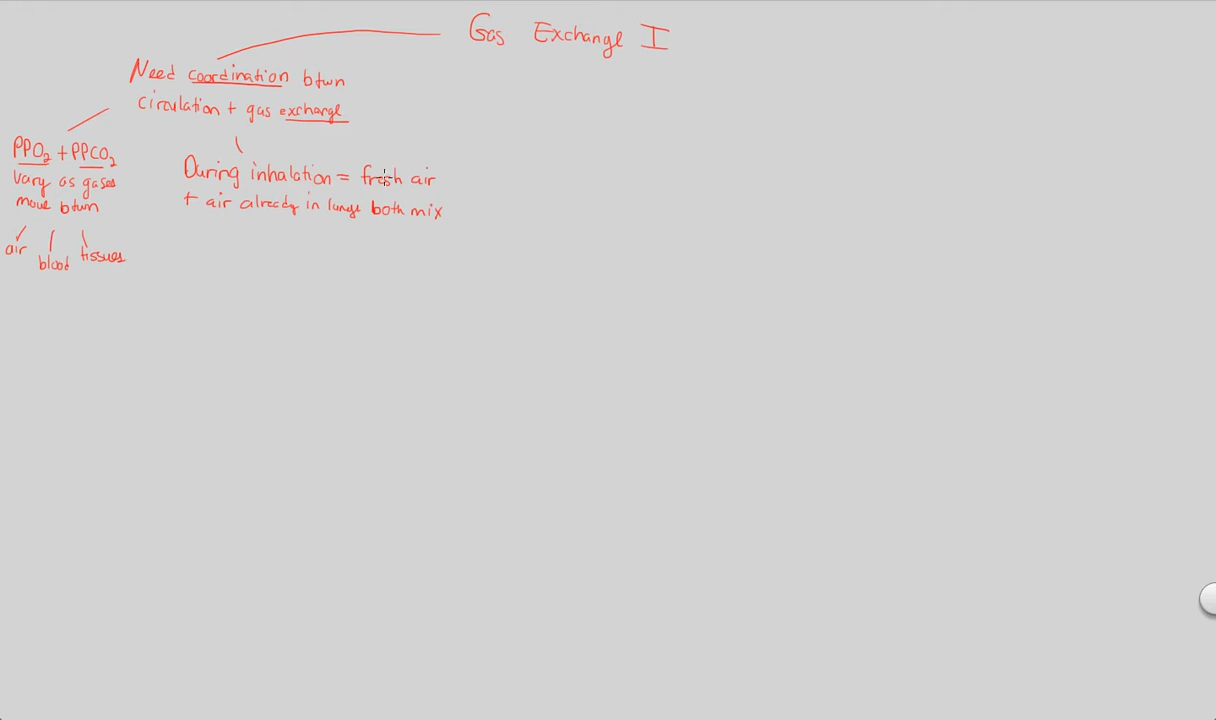 Gas Exchange I
Need coordination btwn
circulation + gas exchange
PPO₂ + PPCO₂
vary as gases
move btwn
air
blood
tissues
During inhalation = fresh air
+ air already in lungs both mix